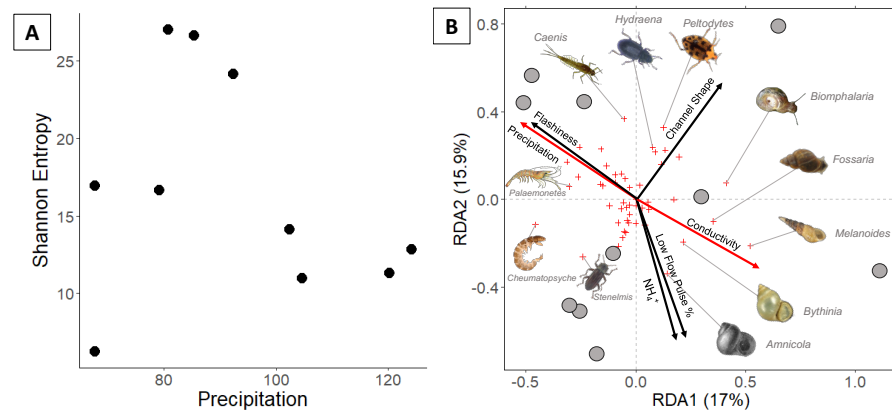 A
Shannon Entropy
25
20
15
10
80
100
120
Precipitation
B
RDA2 (15.9%)
0.8
0.4
0.0
-0.4
-0.5
0.0
0.5
1.0
RDA1 (17%)
Caenis
Hydraena
Peltodytes
Biomphalaria
Fossaria
Melanoides
Bythinia
Amnicola
Stenelmis
Cheumatopsyche
Palaemonetes
Flashiness
Precipitation
Channel Shape
Conductivity
Low Flow Pulse %
NH₄⁺